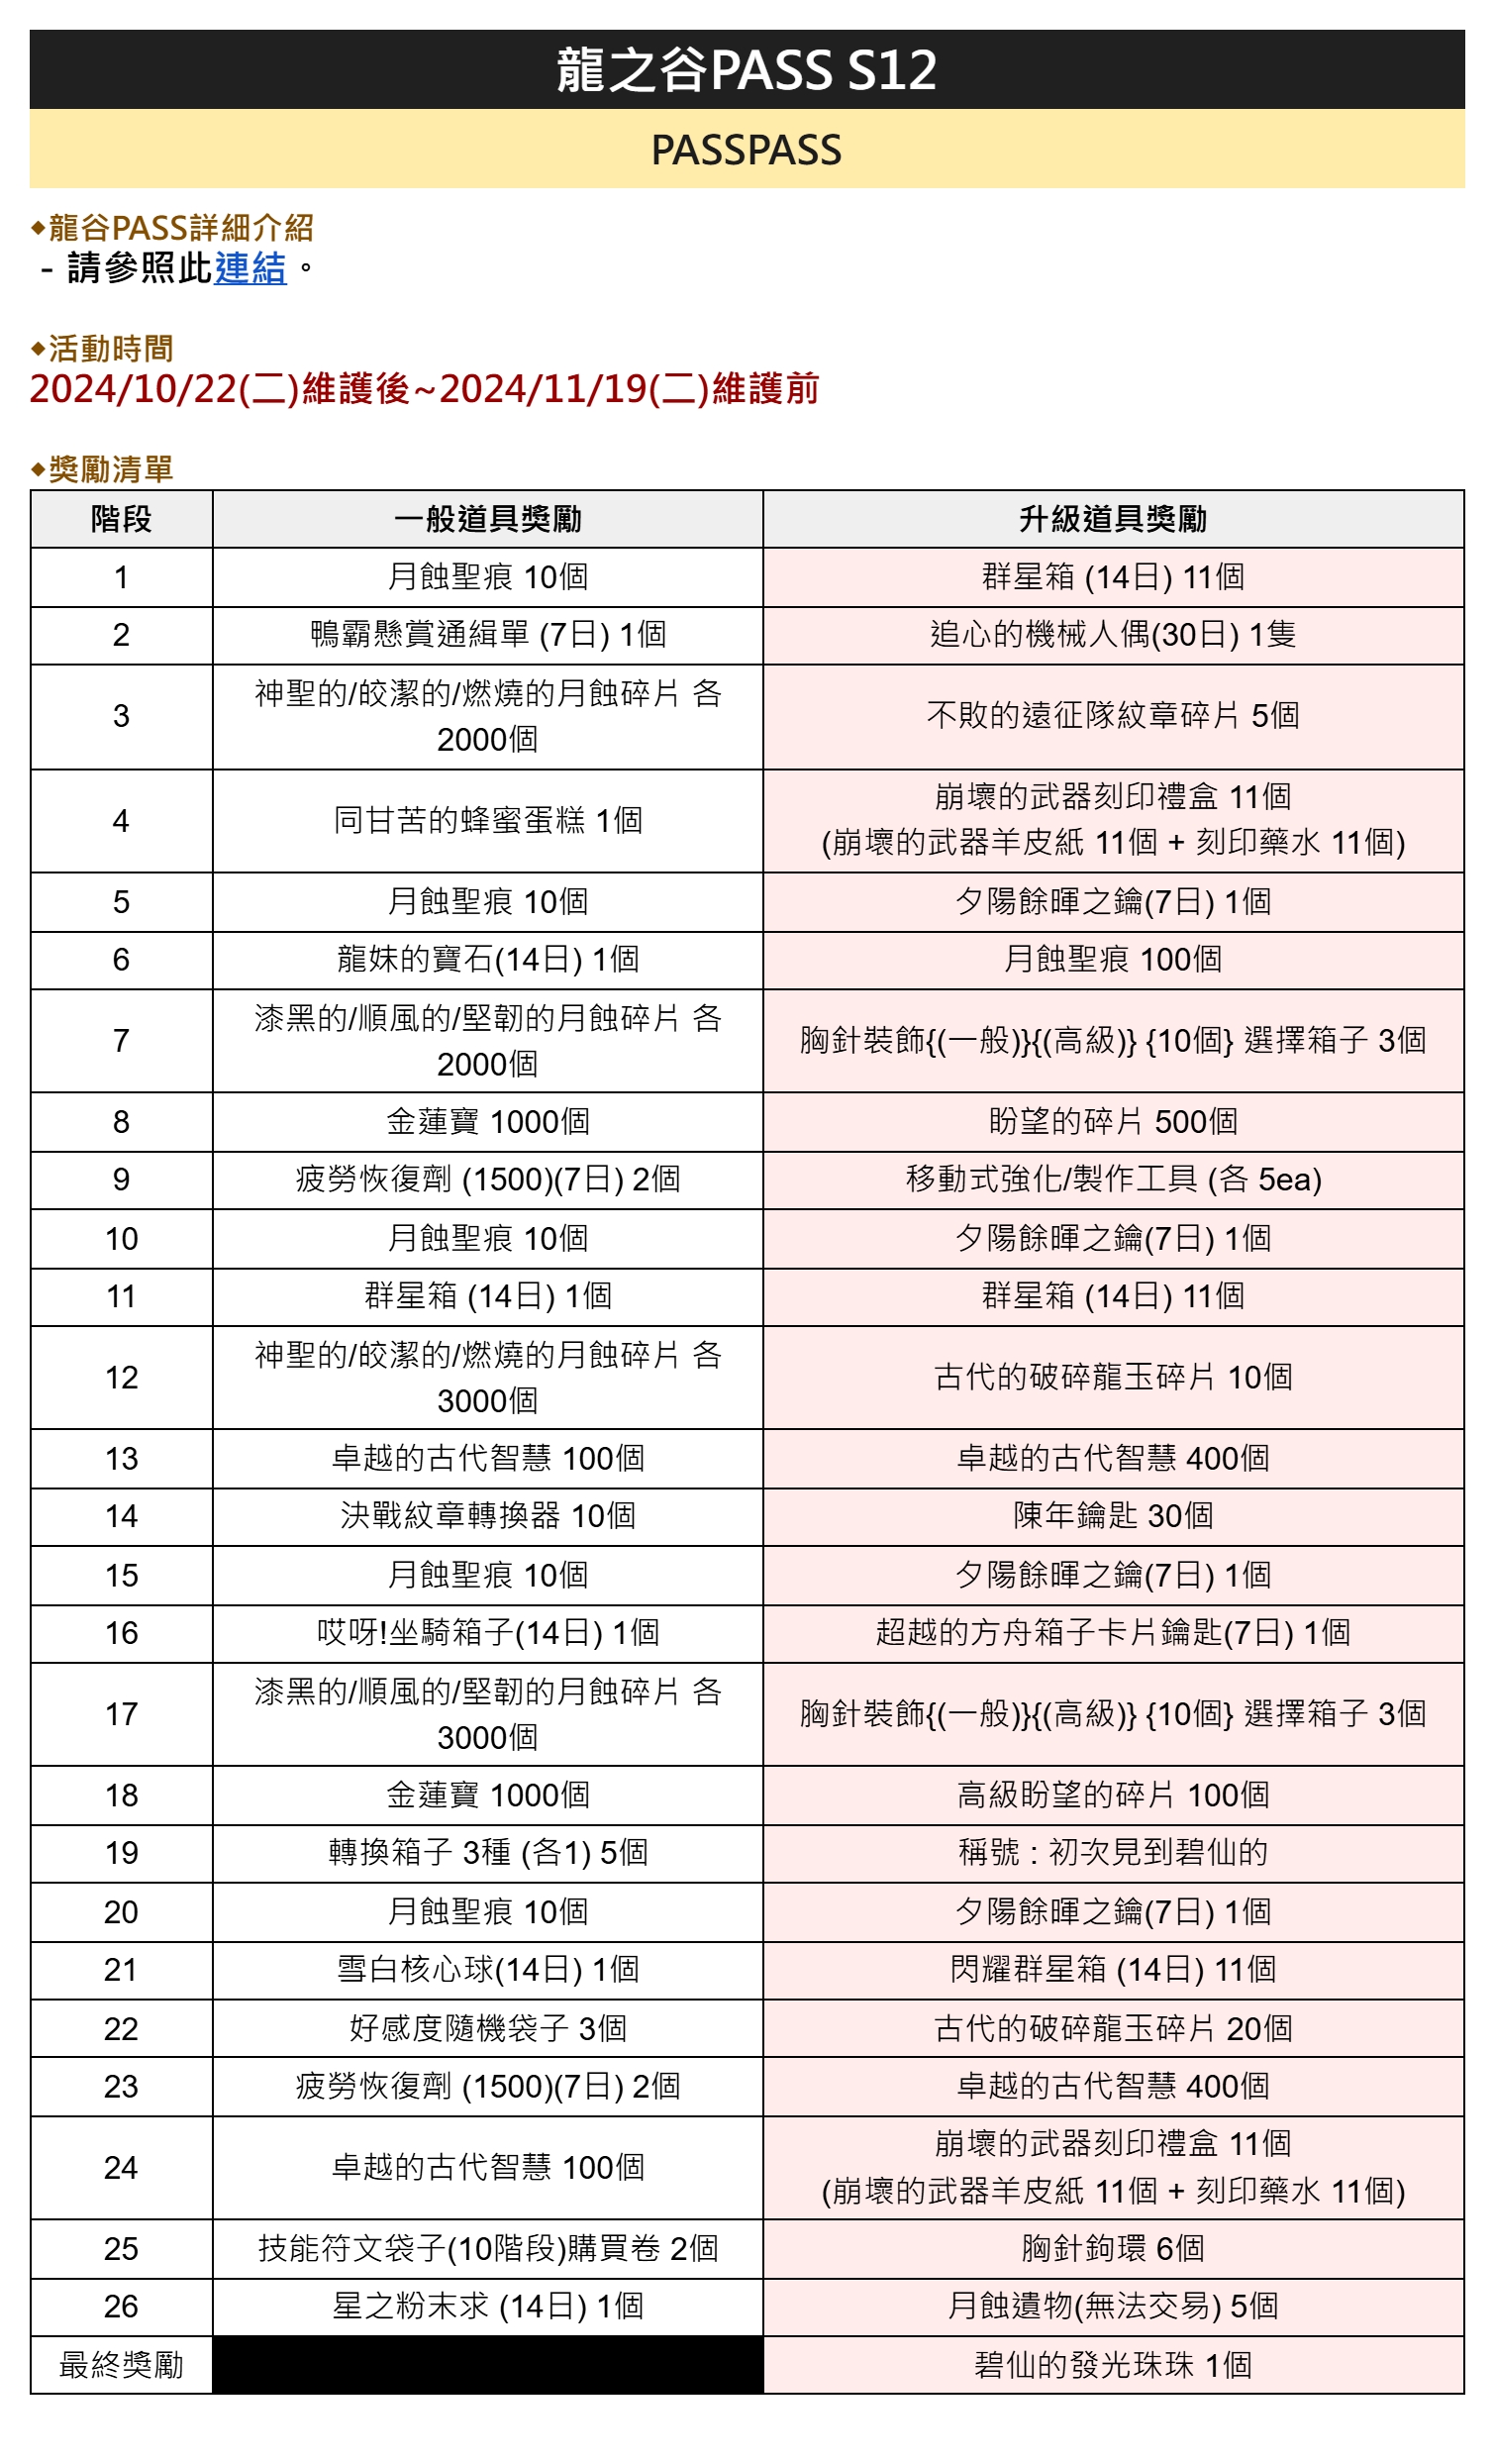 龍之谷PASS S12
PASSPASS
◆龍谷PASS詳細介紹
- 請參照此連結。
◆活動時間
2024/10/22(二)維護後~2024/11/19(二)維護前
◆獎勵清單
階段 一般道具獎勵 升級道具獎勵
1 月蝕聖痕 10個 群星箱 (14日) 11個
2 鴨霸懸賞通緝單 (7日) 1個 追心的機械人偶(30日) 1隻
3 神聖的/皎潔的/燃燒的月蝕碎片 各
2000個 不敗的遠征隊紋章碎片 5個
4 同甘苦的蜂蜜蛋糕 1個 崩壞的武器刻印禮盒 11個
(崩壞的武器羊皮紙 11個 + 刻印藥水 11個)
5 月蝕聖痕 10個 夕陽餘暉之鑰(7日) 1個
6 龍妹的寶石(14日) 1個 月蝕聖痕 100個
7 漆黑的/順風的/堅韌的月蝕碎片 各
2000個 胸針裝飾{(一般)}{(高級)} {10個} 選擇箱子 3個
8 金蓮寶 1000個 盼望的碎片 500個
9 疲勞恢復劑 (1500)(7日) 2個 移動式強化/製作工具 (各 5ea)
10 月蝕聖痕 10個 夕陽餘暉之鑰(7日) 1個
11 群星箱 (14日) 1個 群星箱 (14日) 11個
12 神聖的/皎潔的/燃燒的月蝕碎片 各
3000個 古代的破碎龍玉碎片 10個
13 卓越的古代智慧 100個 卓越的古代智慧 400個
14 決戰紋章轉換器 10個 陳年鑰匙 30個
15 月蝕聖痕 10個 夕陽餘暉之鑰(7日) 1個
16 哎呀!坐騎箱子(14日) 1個 超越的方舟箱子卡片鑰匙(7日) 1個
17 漆黑的/順風的/堅韌的月蝕碎片 各
3000個 胸針裝飾{(一般)}{(高級)} {10個} 選擇箱子 3個
18 金蓮寶 1000個 高級盼望的碎片 100個
19 轉換箱子 3種 (各1) 5個 稱號 : 初次見到碧仙的
20 月蝕聖痕 10個 夕陽餘暉之鑰(7日) 1個
21 雪白核心球(14日) 1個 閃耀群星箱 (14日) 11個
22 好感度隨機袋子 3個 古代的破碎龍玉碎片 20個
23 疲勞恢復劑 (1500)(7日) 2個 卓越的古代智慧 400個
24 卓越的古代智慧 100個 崩壞的武器刻印禮盒 11個
(崩壞的武器羊皮紙 11個 + 刻印藥水 11個)
25 技能符文袋子(10階段)購買卷 2個 胸針鉤環 6個
26 星之粉末求 (14日) 1個 月蝕遺物(無法交易) 5個
最終獎勵 碧仙的發光珠珠 1個